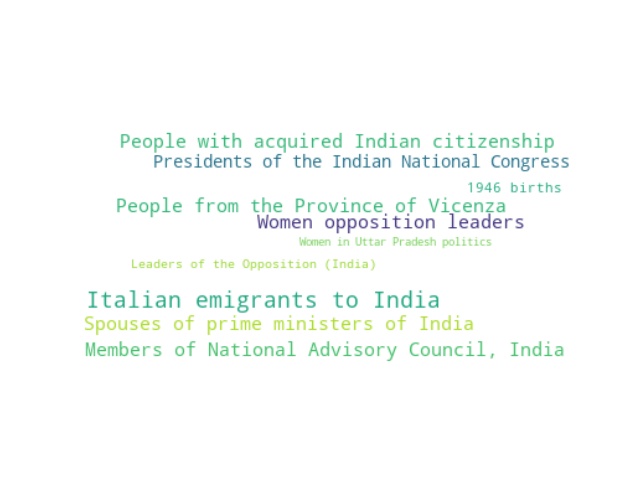 People with acquired Indian citizenship
Presidents of the Indian National Congress
1946 births
People from the Province of Vicenza
Women opposition leaders
Women in Uttar Pradesh politics
Leaders of the Opposition (India)
Italian emigrants to India
Spouses of prime ministers of India
Members of National Advisory Council, India